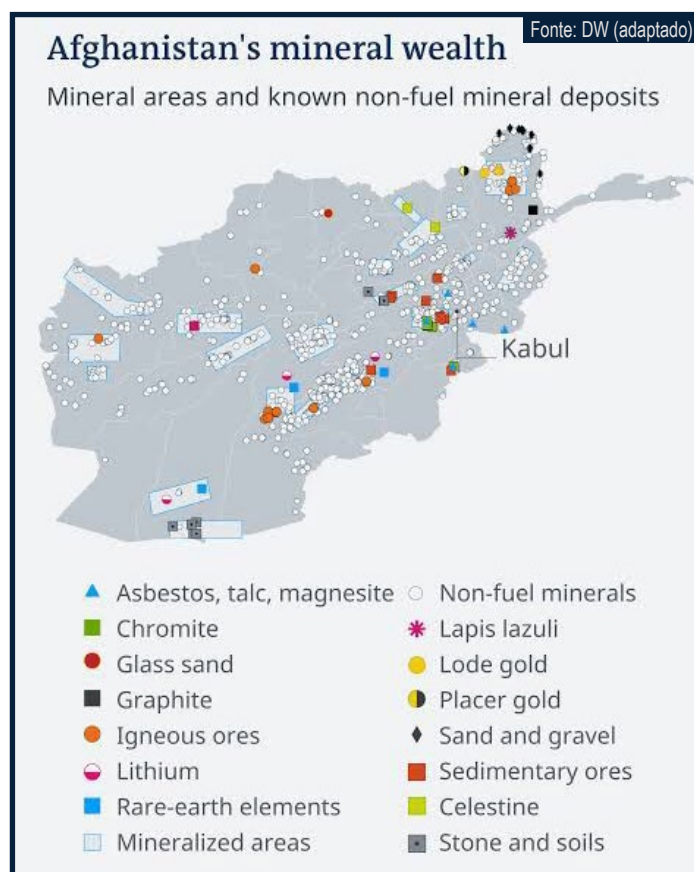 Fonte: DW (adaptado)
Afghanistan's mineral wealth
Mineral areas and known non-fuel mineral deposits
Kabul
Asbestos, talc, magnesite
Chromite
Glass sand
Graphite
Igneous ores
Lithium
Rare-earth elements
Mineralized areas
Non-fuel minerals
Lapis lazuli
Lode gold
Placer gold
Sand and gravel
Sedimentary ores
Celestine
Stone and soils